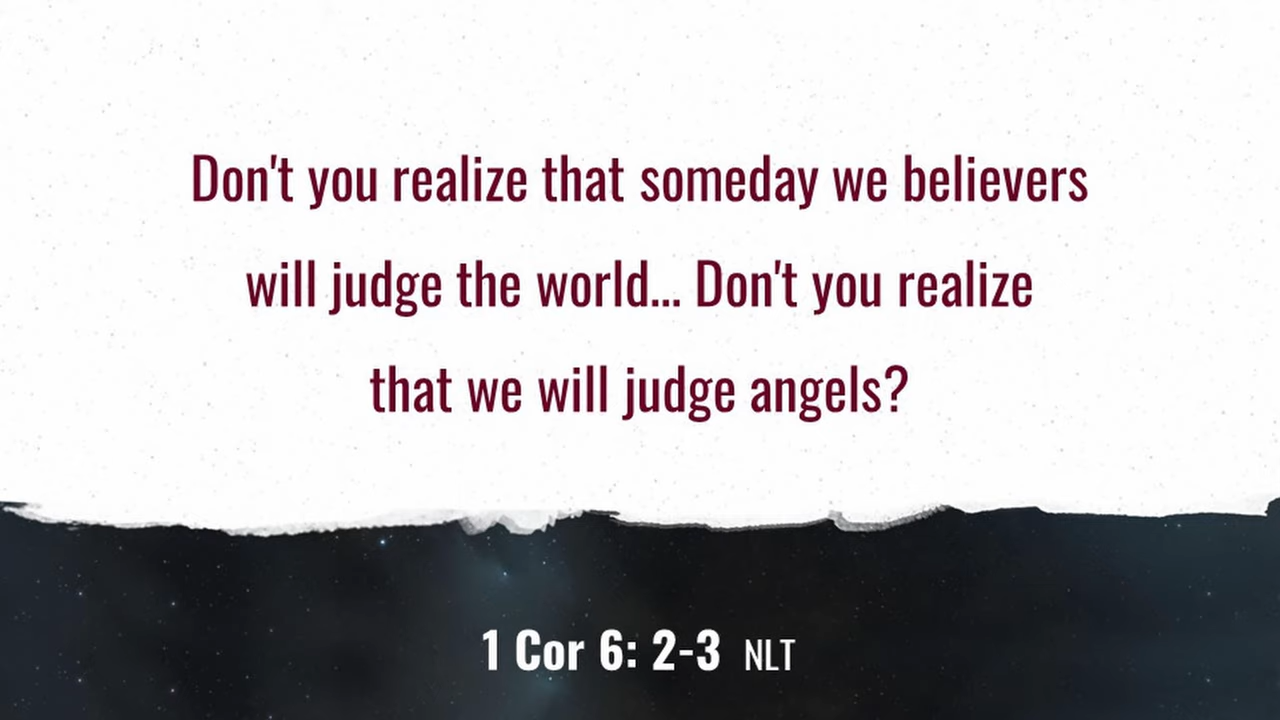 Don't you realize that someday we believers
will judge the world... Don't you realize
that we will judge angels?
1 Cor 6: 2-3 NLT